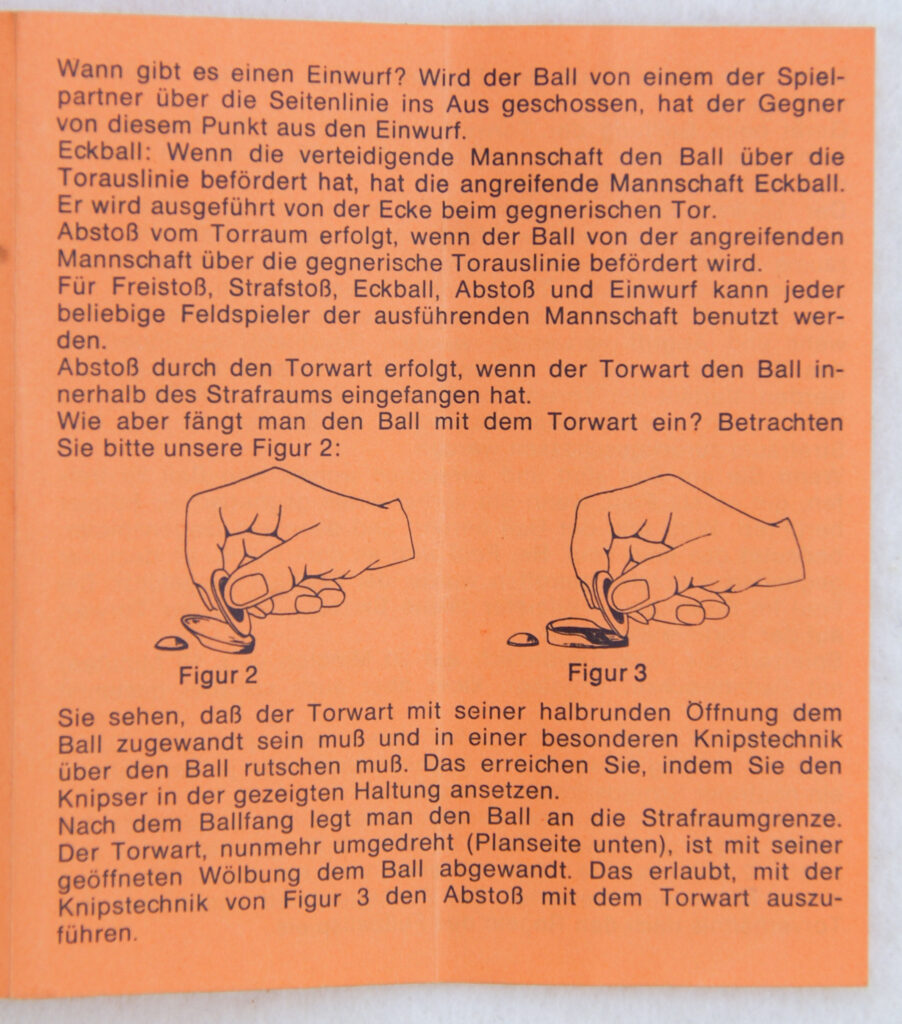 Wann gibt es einen Einwurf? Wird der Ball von einem der Spiel-
partner über die Seitenlinie ins Aus geschossen, hat der Gegner
von diesem Punkt aus den Einwurf.
Eckball: Wenn die verteidigende Mannschaft den Ball über die
Torauslinie befördert hat, hat die angreifende Mannschaft Eckball.
Er wird ausgeführt von der Ecke beim gegnerischen Tor.
Abstoß vom Torraum erfolgt, wenn der Ball von der angreifenden
Mannschaft über die gegnerische Torauslinie befördert wird.
Für Freistoß, Strafstoß, Eckball, Abstoß und Einwurf kann jeder
beliebige Feldspieler der ausführenden Mannschaft benutzt wer-
den.
Abstoß durch den Torwart erfolgt, wenn der Torwart den Ball in-
nerhalb des Strafraums eingefangen hat.
Wie aber fängt man den Ball mit dem Torwart ein? Betrachten
Sie bitte unsere Figur 2:
Figur 2
Figur 3
Sie sehen, daß der Torwart mit seiner halbrunden Öffnung dem
Ball zugewandt sein muß und in einer besonderen Knipstechnik
über den Ball rutschen muß. Das erreichen Sie, indem Sie den
Knipser in der gezeigten Haltung ansetzen.
Nach dem Ballfang legt man den Ball an die Strafraumgrenze.
Der Torwart, nunmehr umgedreht (Planseite unten), ist mit seiner
geöffneten Wölbung dem Ball abgewandt. Das erlaubt, mit der
Knipstechnik von Figur 3 den Abstoß mit dem Torwart auszu-
führen.